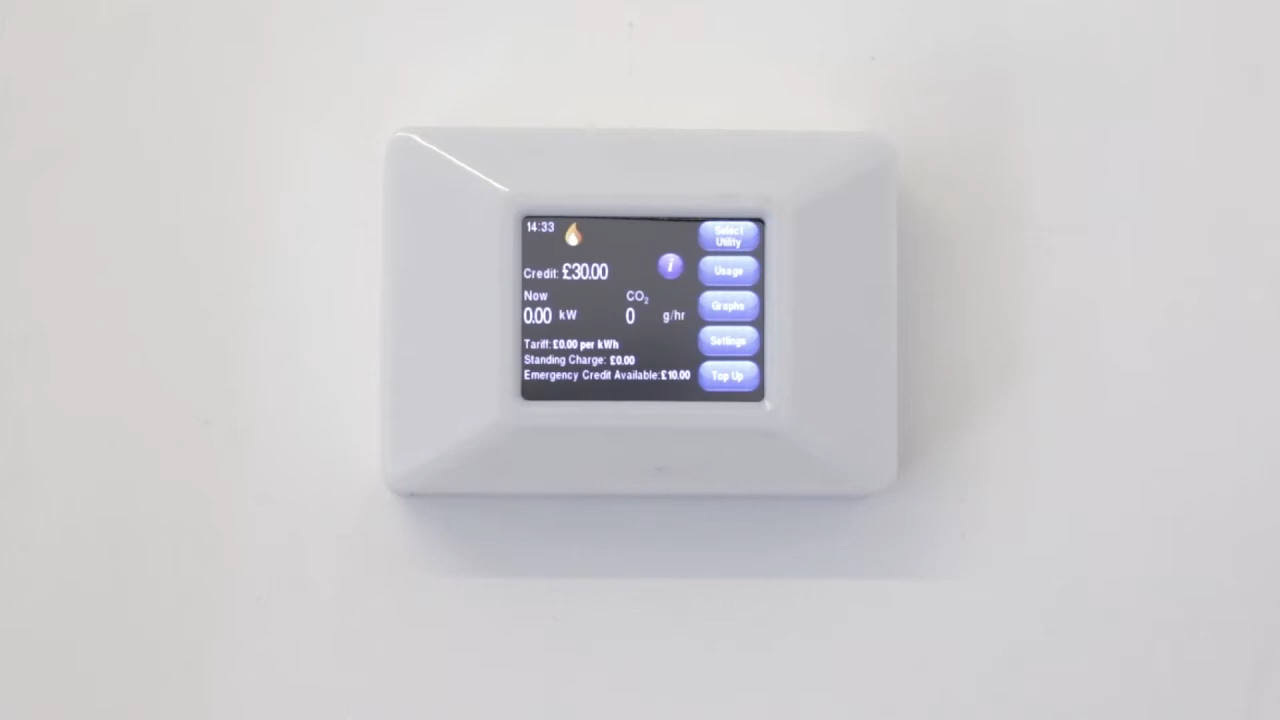 14:33
Select
Utility
Credit: £30.00
i
Usage
Now
CO₂
Graphs
0.00 kW
0 g/hr
Tariff: £0.00 per kWh
Settings
Standing Charge: £0.00
Emergency Credit Available: £10.00
Top Up